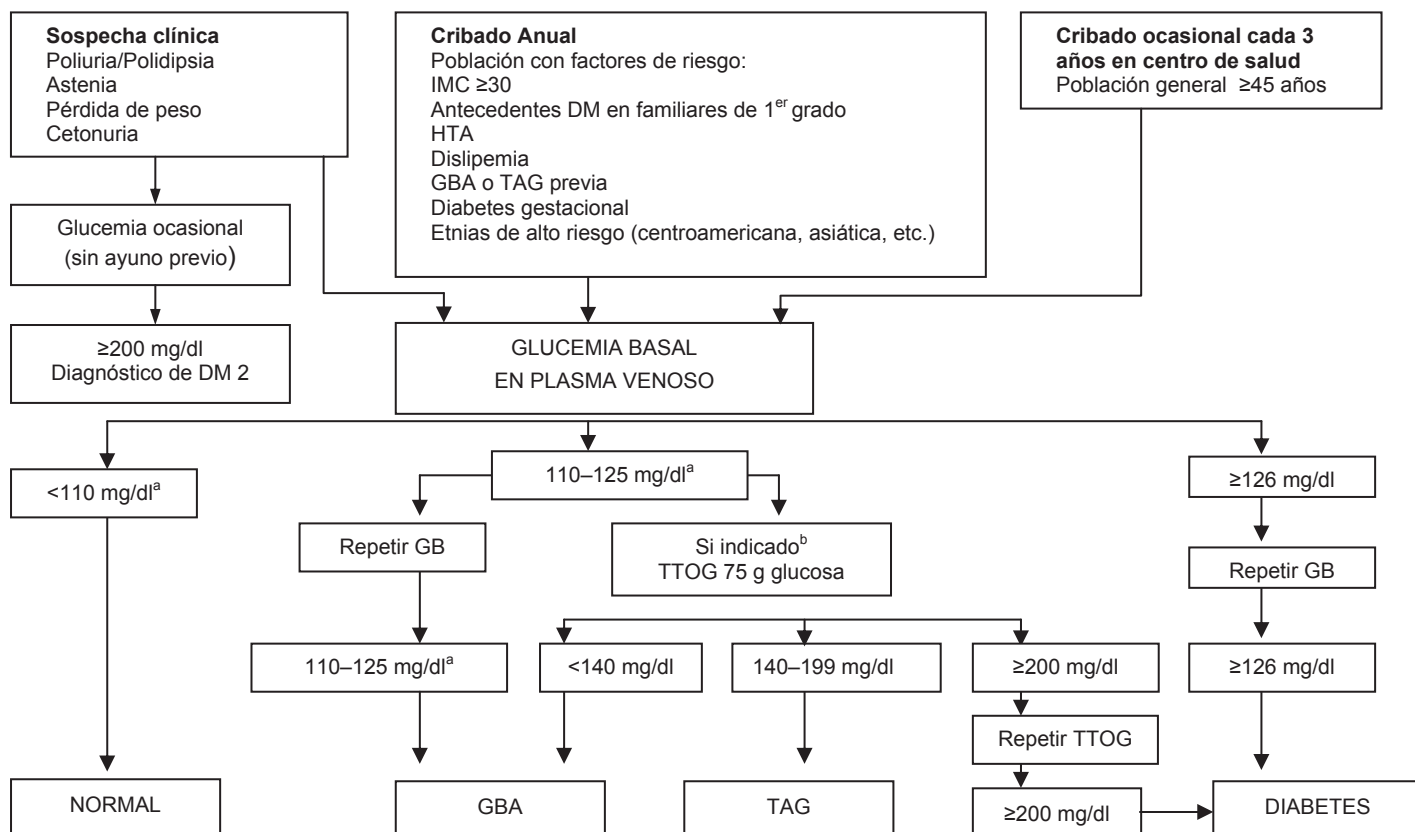 Sospecha clínica
Poliuria/Polidipsia
Astenia
Pérdida de peso
Cetonuria
Cribado Anual
Población con factores de riesgo:
IMC ≥30
Antecedentes DM en familiares de 1er grado
HTA
Dislipemia
GBA o TAG previa
Diabetes gestacional
Etnias de alto riesgo (centroamericana, asiática, etc.)
Cribado ocasional cada 3
años en centro de salud
Población general ≥45 años
Glucemia ocasional
(sin ayuno previo)
≥200 mg/dl
Diagnóstico de DM 2
GLUCEMIA BASAL
EN PLASMA VENOSO
<110 mg/dla
110–125 mg/dla
≥126 mg/dl
Repetir GB
Si indicadob
TTOG 75 g glucosa
Repetir GB
110–125 mg/dla
<140 mg/dl
140–199 mg/dl
≥200 mg/dl
≥126 mg/dl
Repetir TTOG
NORMAL
GBA
TAG
≥200 mg/dl
DIABETES